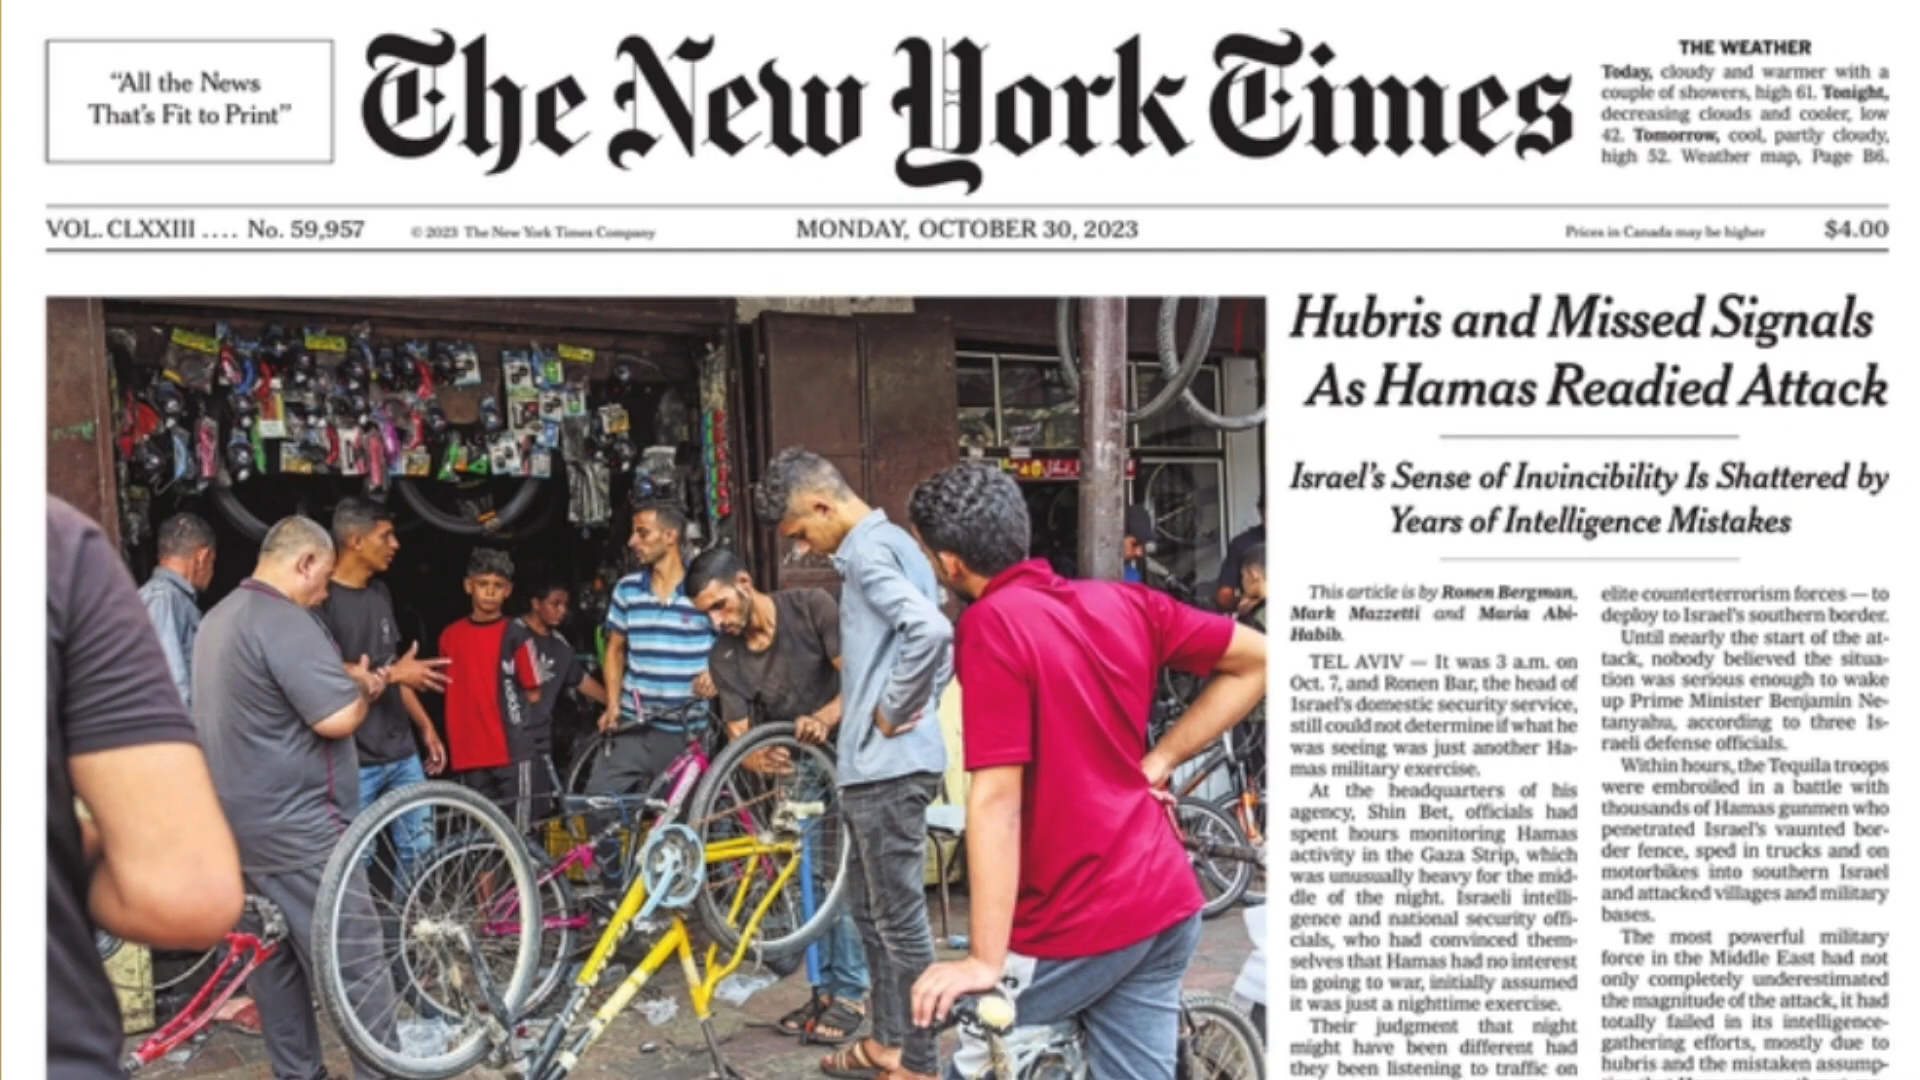 “All the News
That’s Fit to Print”
The New York Times
THE WEATHER
Today, cloudy and warmer with a
couple of showers, high 61. Tonight,
decreasing clouds and cooler, low
42. Tomorrow, cool, partly cloudy,
high 52. Weather map, Page B6.
VOL. CLXXIII .... No. 59,957
© 2023 The New York Times Company
MONDAY, OCTOBER 30, 2023
Prices in Canada may be higher
$4.00
Hubris and Missed Signals
As Hamas Readied Attack
Israel’s Sense of Invincibility Is Shattered by
Years of Intelligence Mistakes
This article is by Ronen Bergman,
Mark Mazzetti and Maria Abi-
Habib.
TEL AVIV — It was 3 a.m. on
Oct. 7, and Ronen Bar, the head of
Israel’s domestic security service,
still could not determine if what he
was seeing was just another Ha-
mas military exercise.
At the headquarters of his
agency, Shin Bet, officials had
spent hours monitoring Hamas
activity in the Gaza Strip, which
was unusually heavy for the mid-
dle of the night. Israeli intelli-
gence and national security offi-
cials, who had convinced them-
selves that Hamas had no interest
in going to war, initially assumed
it was just a nighttime exercise.
Their judgment that night
might have been different had
they been listening to traffic on
elite counterterrorism forces — to
deploy to Israel’s southern border.
Until nearly the start of the at-
tack, nobody believed the situa-
tion was serious enough to wake
up Prime Minister Benjamin Ne-
tanyahu, according to three Is-
raeli defense officials.
Within hours, the Tequila troops
were embroiled in a battle with
thousands of Hamas gunmen who
penetrated Israel’s vaunted bor-
der fence, sped in trucks and on
motorbikes into southern Israel
and attacked villages and military
bases.
The most powerful military
force in the Middle East had not
only completely underestimated
the magnitude of the attack, it had
totally failed in its intelligence-
gathering efforts, mostly due to
hubris and the mistaken assump-
adidas